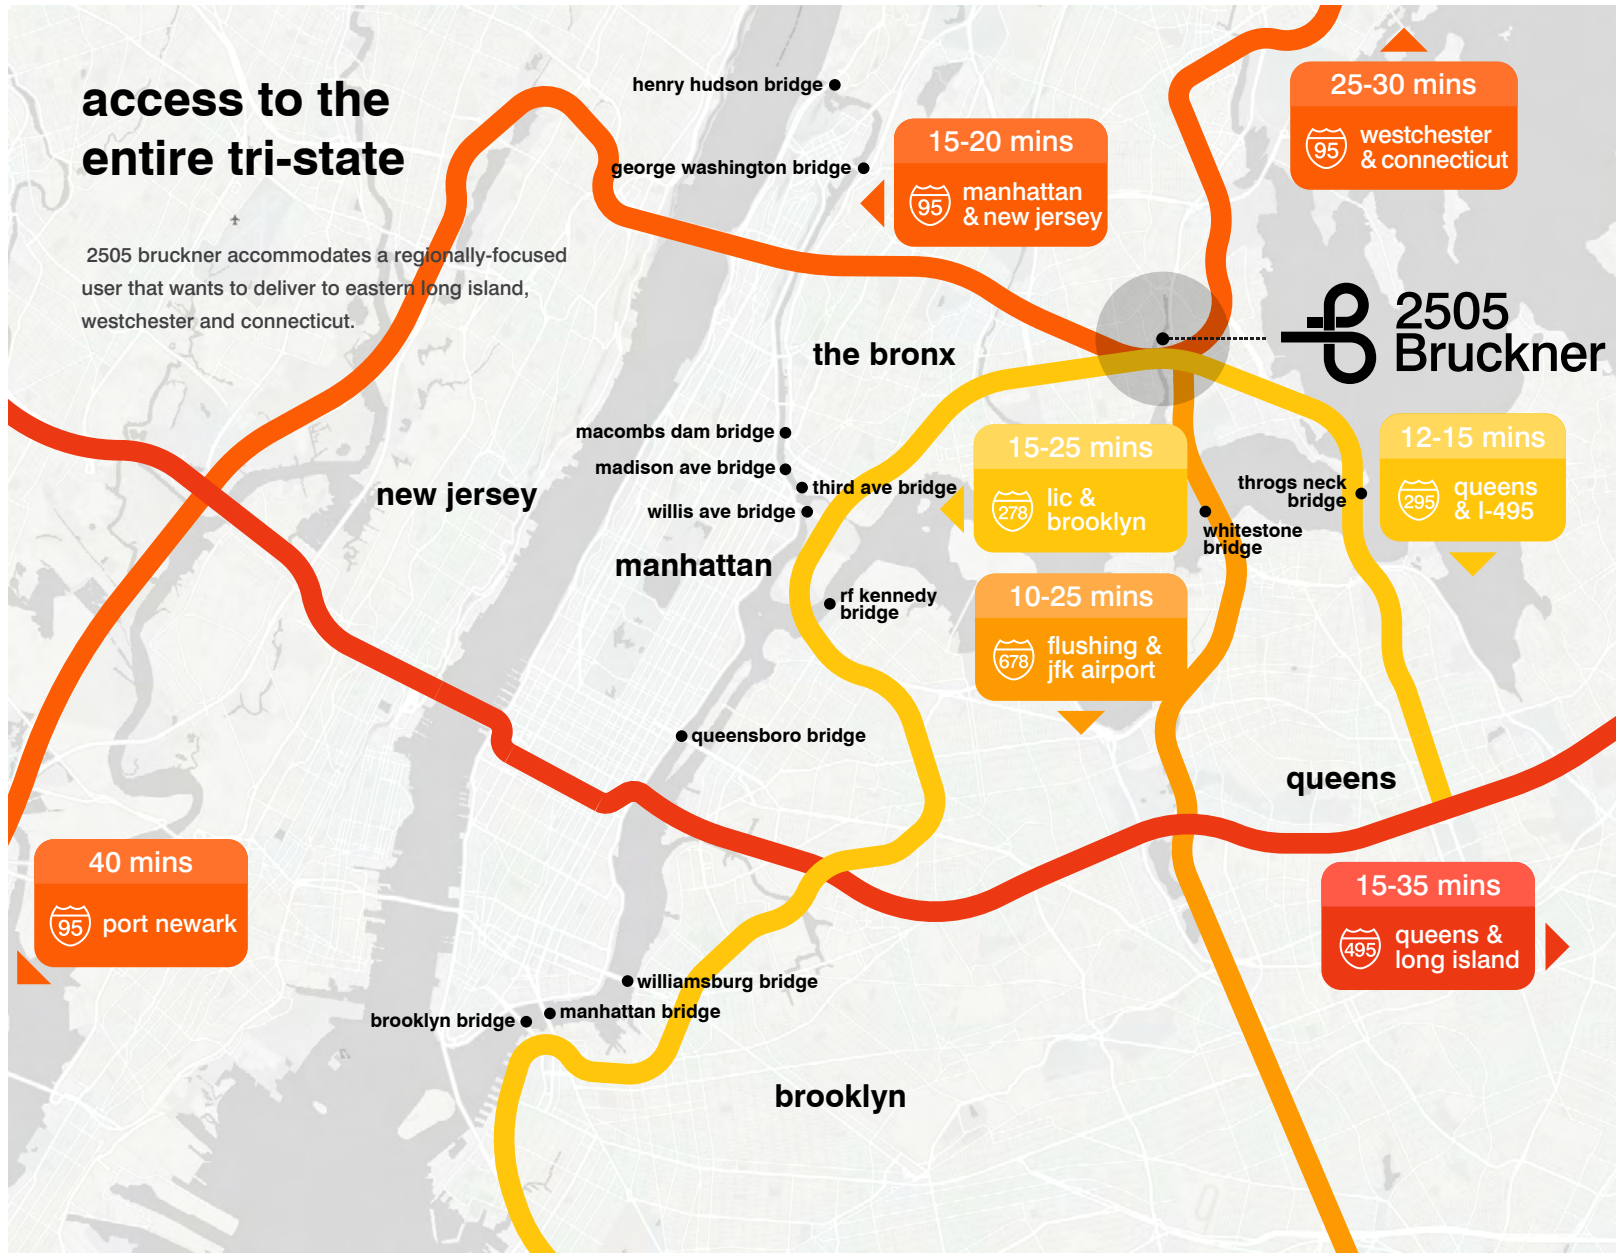 access to the
entire tri-state
2505 bruckner accommodates a regionally-focused
user that wants to deliver to eastern long island,
westchester and connecticut.
henry hudson bridge
george washington bridge
15-20 mins
95
manhattan
& new jersey
25-30 mins
95
westchester
& connecticut
2505
Bruckner
the bronx
macombs dam bridge
madison ave bridge
third ave bridge
willis ave bridge
new jersey
manhattan
15-25 mins
278
lic &
brooklyn
throgs neck
bridge
12-15 mins
295
queens
& I-495
whitestone
bridge
rf kennedy
bridge
10-25 mins
678
flushing &
jfk airport
queensboro bridge
queens
40 mins
95
port newark
15-35 mins
495
queens &
long island
williamsburg bridge
manhattan bridge
brooklyn bridge
brooklyn